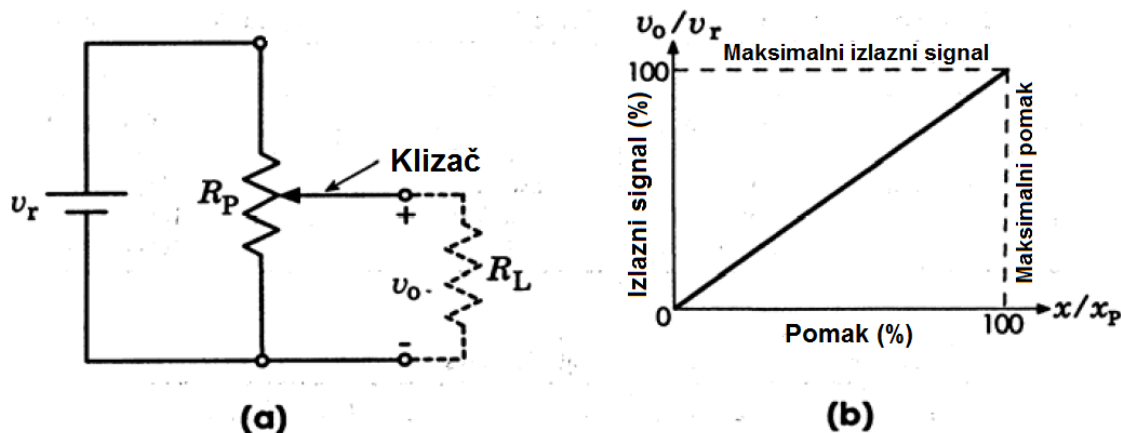 v_r
R_P
Klizač
+
v_o
-
R_L
(a)
v_o/v_r
100
Maksimalni izlazni signal
Izlazni signal (%)
Maksimalni pomak
0
100
x/x_P
Pomak (%)
(b)